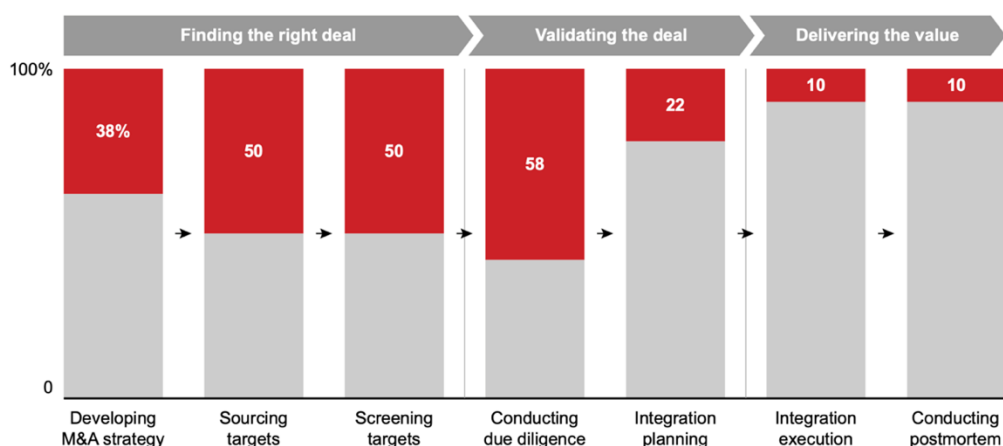 Finding the right deal
Validating the deal
Delivering the value
100%
38%
50
50
58
22
10
10
0
Developing
M&A strategy
Sourcing
targets
Screening
targets
Conducting
due diligence
Integration
planning
Integration
execution
Conducting
postmortem